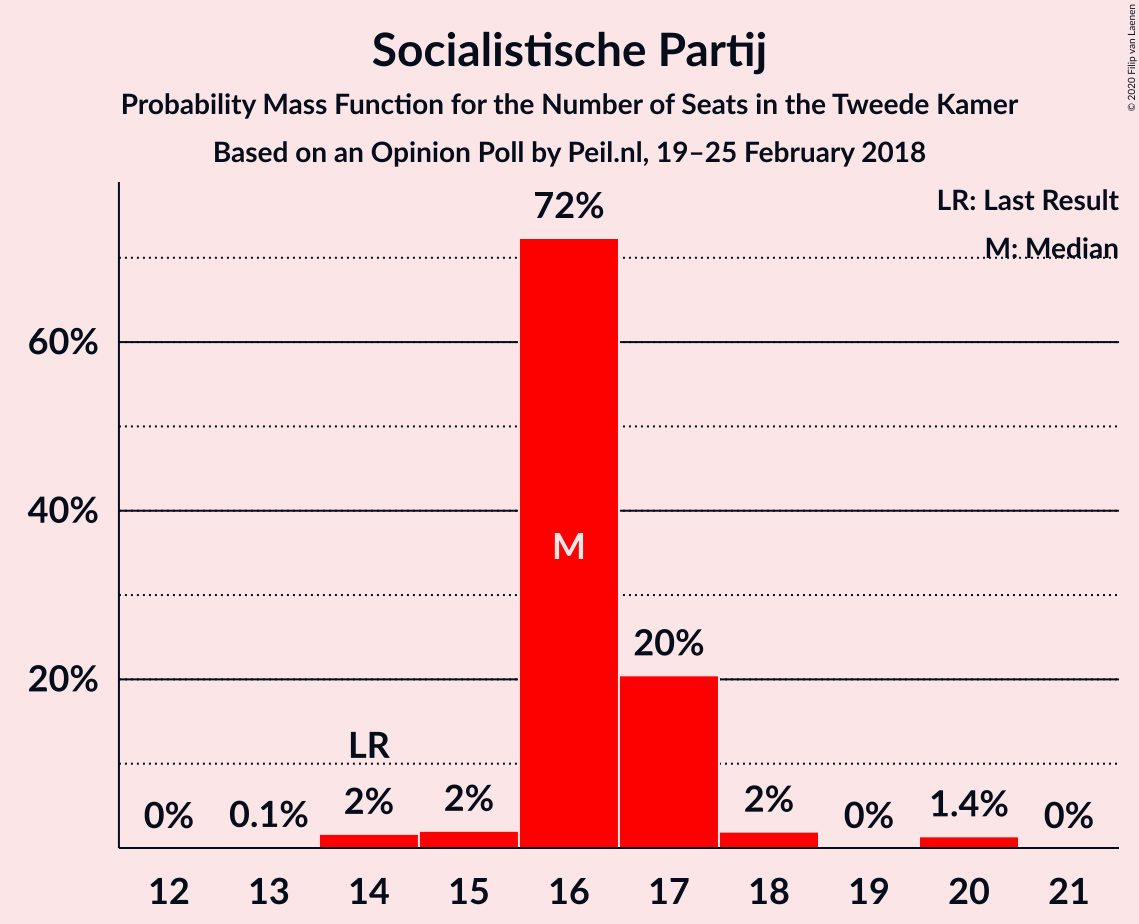 Socialistische Partij
Probability Mass Function for the Number of Seats in the Tweede Kamer
Based on an Opinion Poll by Peil.nl, 19–25 February 2018
© 2020 Filip van Laenen
LR: Last Result
M: Median
72%
60%
40%
M
20%
20%
LR
0%
0.1%
2%
2%
2%
0%
1.4%
0%
12 13 14 15 16 17 18 19 20 21